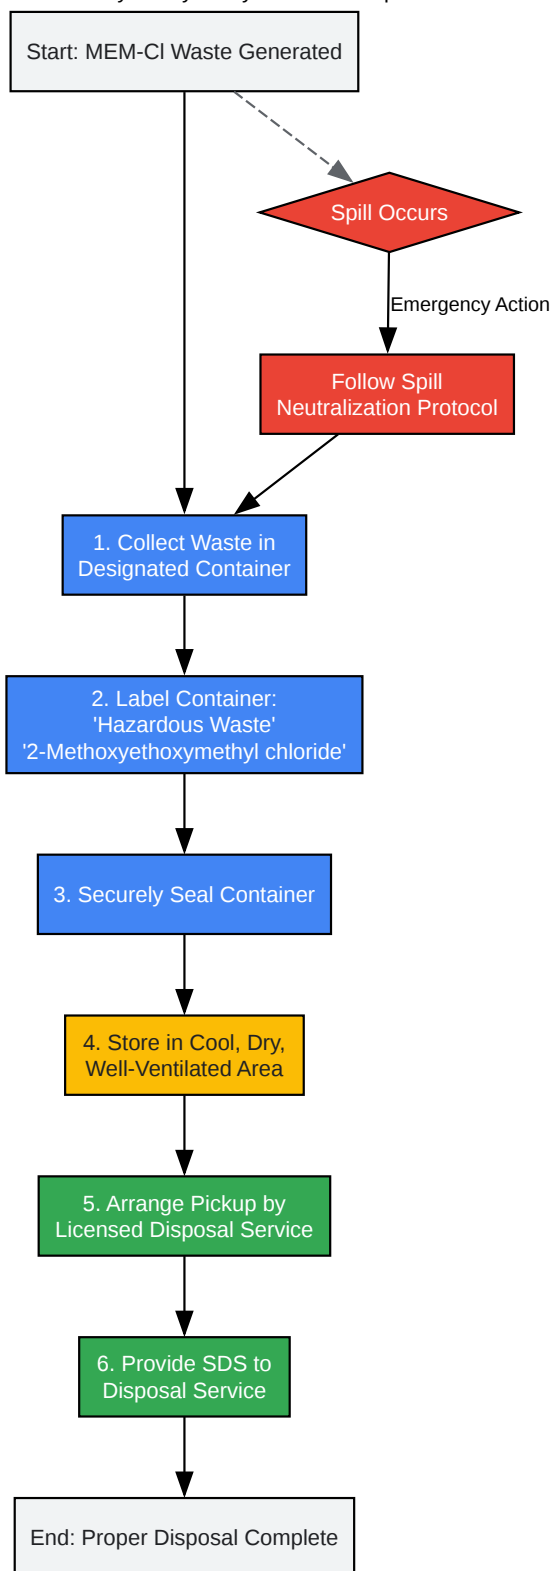 Start: MEM-Cl Waste Generated
Spill Occurs
Emergency Action
Follow Spill
Neutralization Protocol
1. Collect Waste in
Designated Container
2. Label Container:
'Hazardous Waste'
'2-Methoxyethoxymethyl chloride'
3. Securely Seal Container
4. Store in Cool, Dry,
Well-Ventilated Area
5. Arrange Pickup by
Licensed Disposal Service
6. Provide SDS to
Disposal Service
End: Proper Disposal Complete